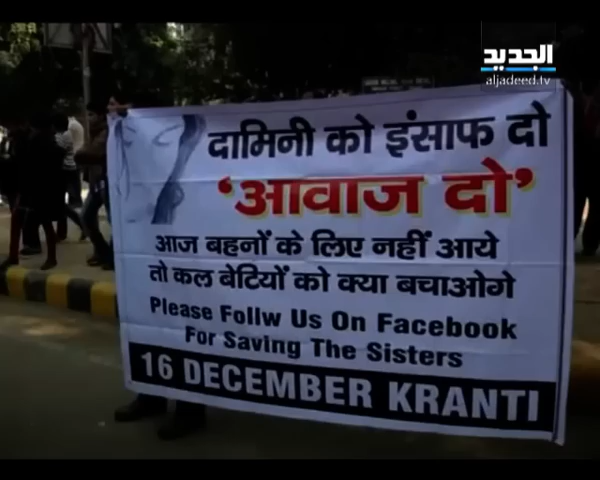 الجديد
aljadeed.tv
दामिनी को इंसाफ दो
'आवाज दो'
आज बहनों के लिए नहीं आये
तो कल बेटियों को क्या बचाओगे
Please Follw Us On Facebook
For Saving The Sisters
16 DECEMBER KRANTI